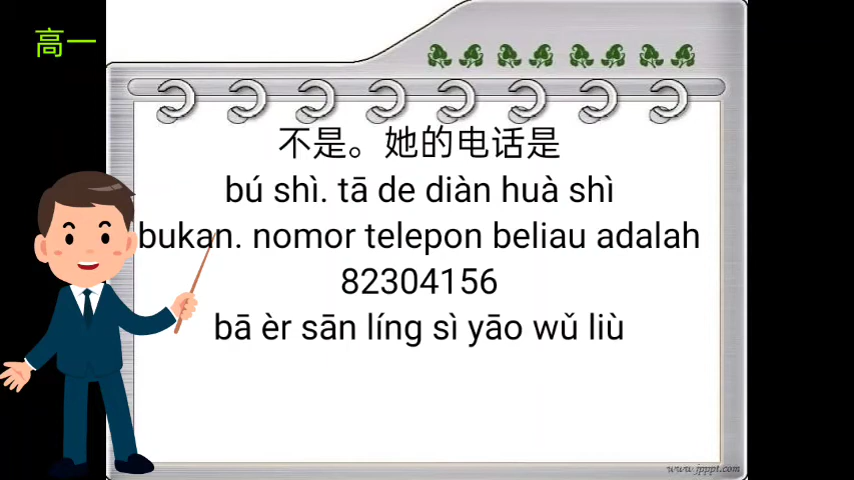 高一
不是。她的电话是
bú shì. tā de diàn huà shì
bukan. nomor telepon beliau adalah
82304156
bā èr sān líng sì yāo wǔ liù
www.jpppt.com